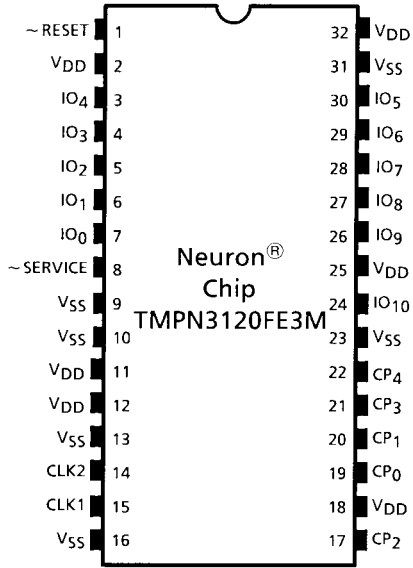 ~RESET 1 32 VDD
VDD 2 31 VSS
IO4 3 30 IO5
IO3 4 29 IO6
IO2 5 28 IO7
IO1 6 27 IO8
IO0 7 26 IO9
~SERVICE 8 25 VDD
VSS 9 24 IO10
VSS 10 23 VSS
VDD 11 22 CP4
VDD 12 21 CP3
VSS 13 20 CP1
CLK2 14 19 CP0
CLK1 15 18 VDD
VSS 16 17 CP2
Neuron®
Chip
TMPN3120FE3M